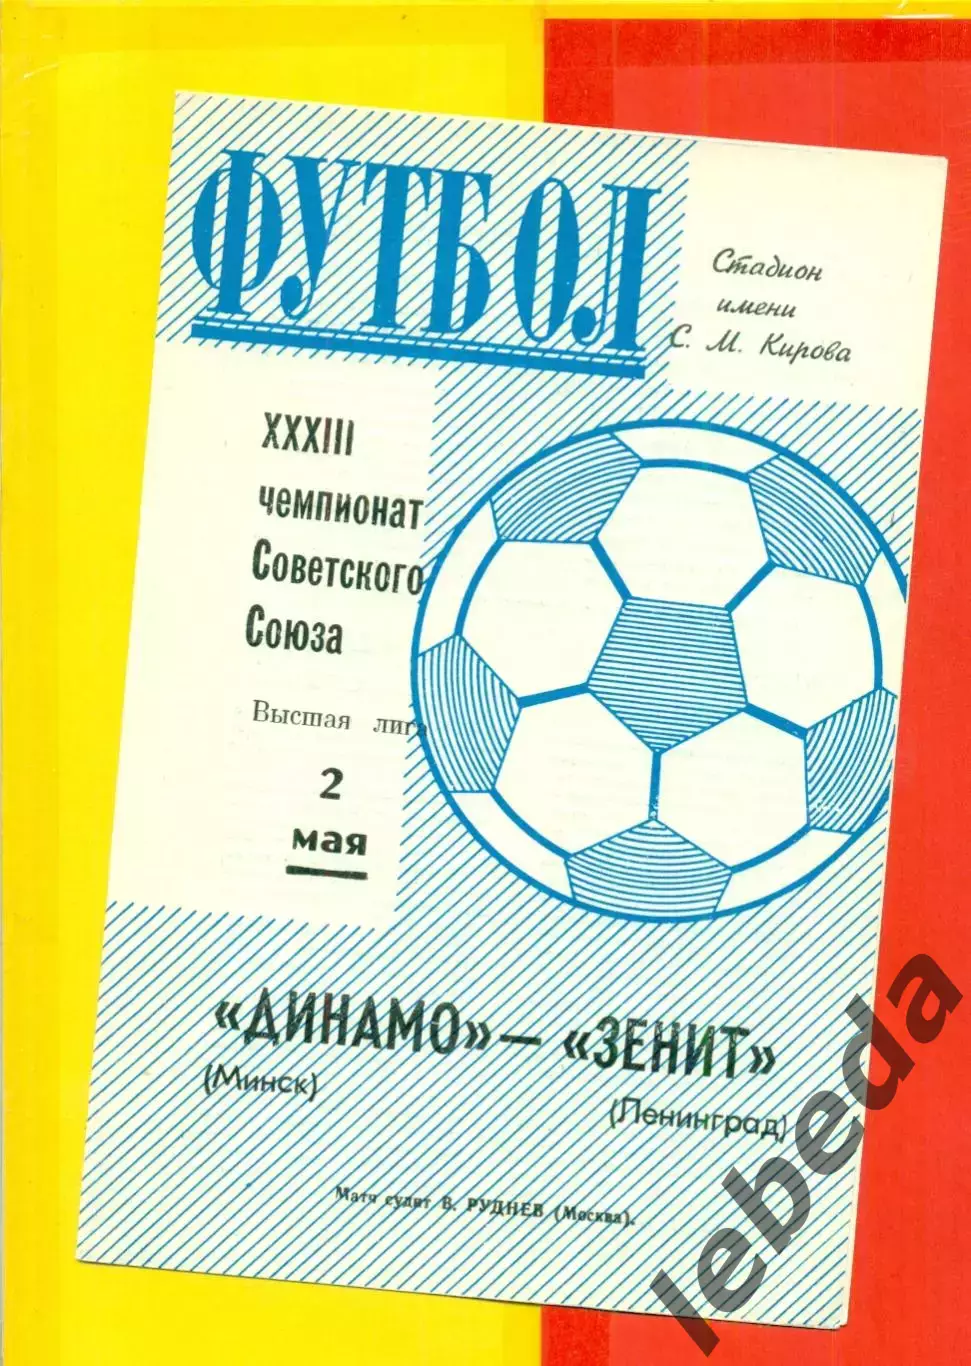 ФУТБОЛ
Стадион
имени
С. М. Кирова
XXXIII
чемпионат
Советского
Союза
Высшая лига
2
мая
«ДИНАМО» — «ЗЕНИТ»
(Минск)
(Ленинград)
Матч судит В. РУДНЕВ (Москва).
lebeda